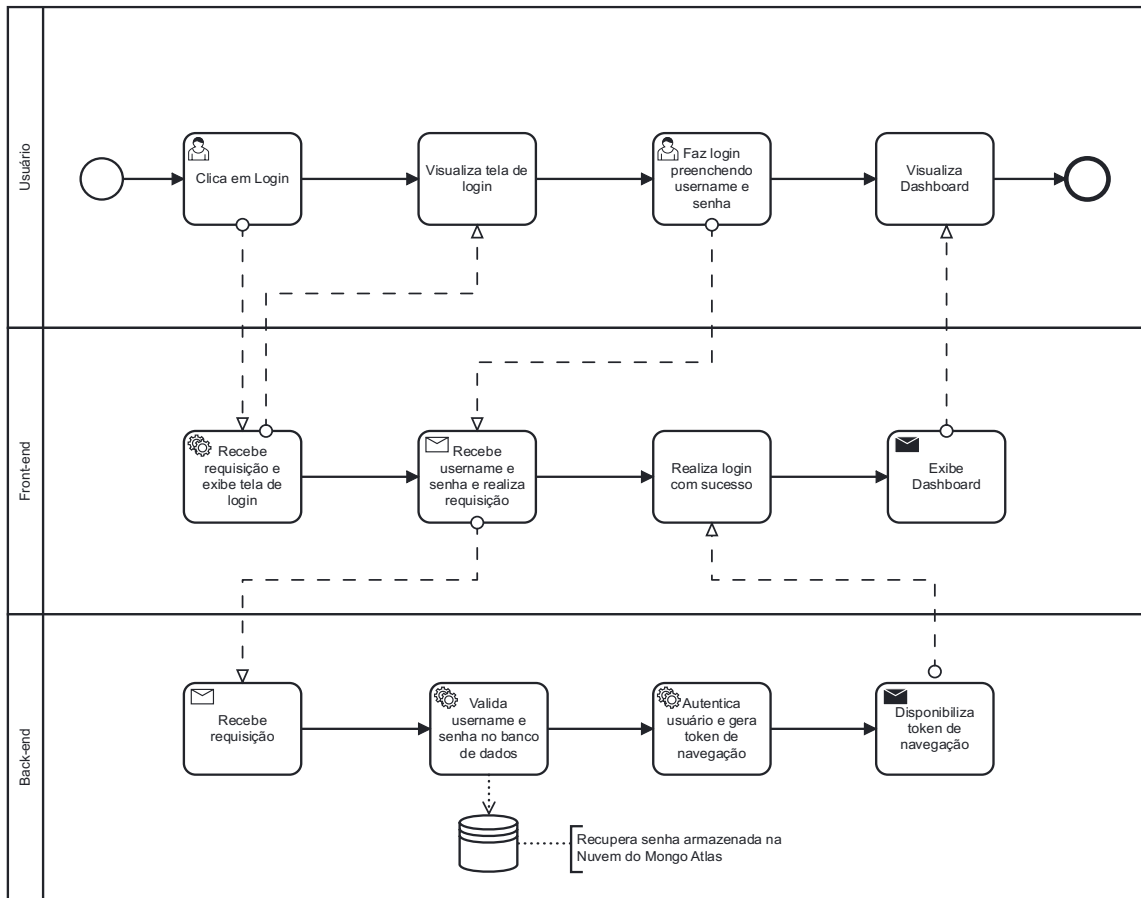 Usuário
Clica em Login
Visualiza tela de
login
Faz login
preenchendo
username e
senha
Visualiza
Dashboard
Front-end
Recebe
requisição e
exibe tela de
login
Recebe
username e
senha e realiza
requisição
Realiza login
com sucesso
Exibe
Dashboard
Back-end
Recebe
requisição
Valida
username e
senha no banco
de dados
Autentica
usuário e gera
token de
navegação
Disponibiliza
token de
navegação
Recupera senha armazenada na
Nuvem do Mongo Atlas